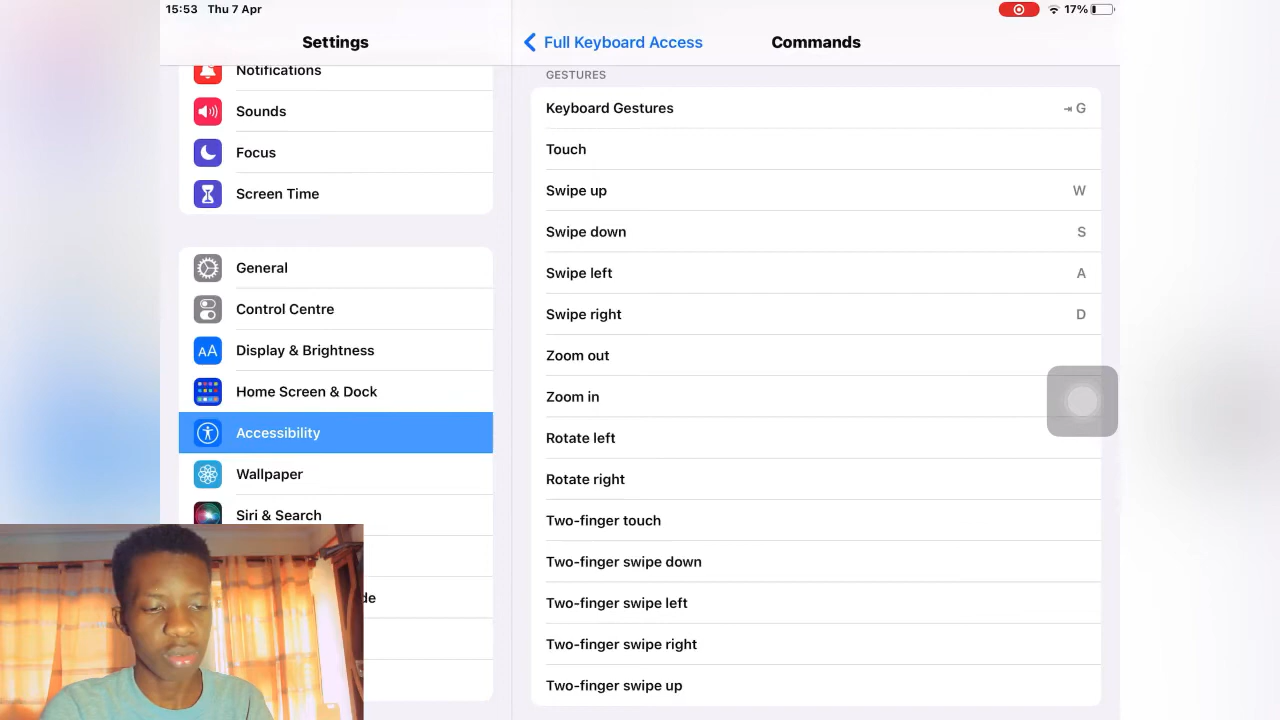 15:53 Thu 7 Apr
17%
Settings
Notifications
Sounds
Focus
Screen Time
General
Control Centre
Display & Brightness
AA
Home Screen & Dock
Accessibility
Wallpaper
Siri & Search
de
Full Keyboard Access
Commands
GESTURES
Keyboard Gestures ⇥ G
Touch
Swipe up W
Swipe down S
Swipe left A
Swipe right D
Zoom out
Zoom in
Rotate left
Rotate right
Two-finger touch
Two-finger swipe down
Two-finger swipe left
Two-finger swipe right
Two-finger swipe up